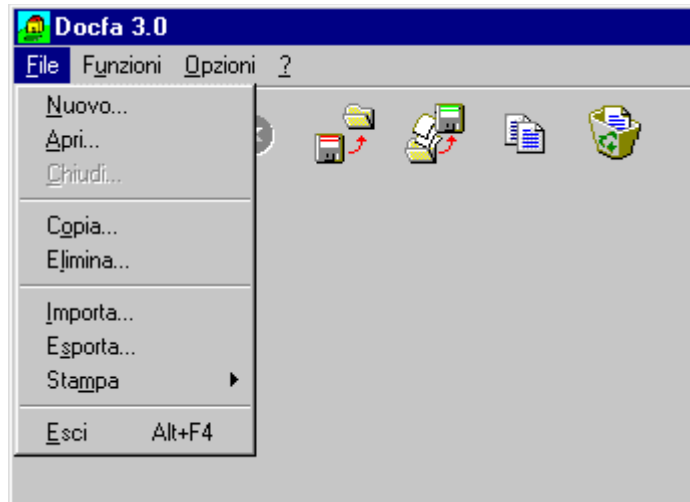 Docfa 3.0
File Funzioni Opzioni ?
Nuovo...
Apri...
Chiudi...
Copia...
Elimina...
Importa...
Esporta...
Stampa
Esci Alt+F4